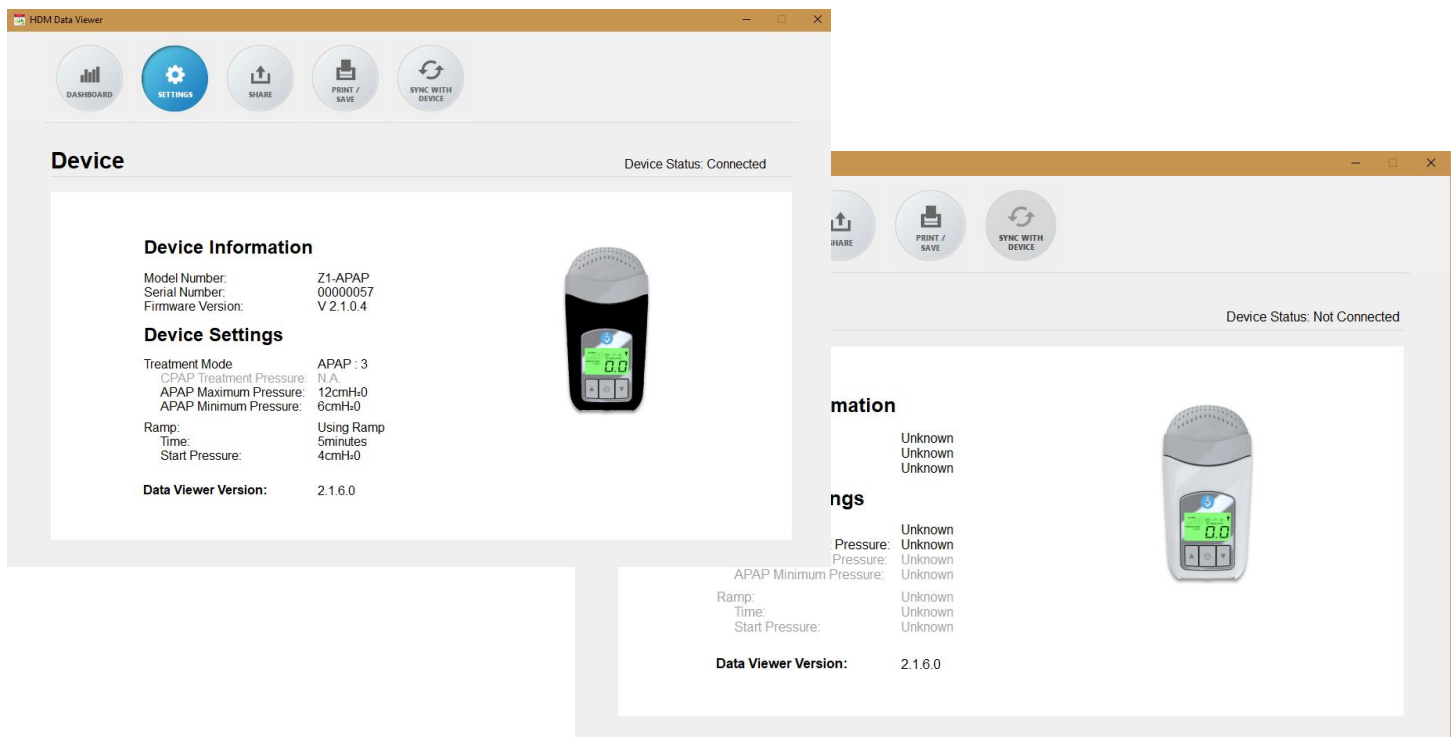 HDM Data Viewer
DASHBOARD
SETTINGS
SHARE
PRINT /
SAVE
SYNC WITH
DEVICE
Device
Device Status: Connected
Device Information
Model Number: Z1-APAP
Serial Number: 00000057
Firmware Version: V 2.1.0.4
Device Settings
Treatment Mode APAP : 3
CPAP Treatment Pressure: N.A.
APAP Maximum Pressure: 12cmH₂0
APAP Minimum Pressure: 6cmH₂0
Ramp: Using Ramp
Time: 5minutes
Start Pressure: 4cmH₂0
Data Viewer Version: 2.1.6.0
0.0
HARE
PRINT /
SAVE
SYNC WITH
DEVICE
Device Status: Not Connected
mation
Unknown
Unknown
Unknown
ngs
Unknown
Pressure: Unknown
Pressure: Unknown
APAP Minimum Pressure: Unknown
Ramp: Unknown
Time: Unknown
Start Pressure: Unknown
Data Viewer Version: 2.1.6.0
0.0